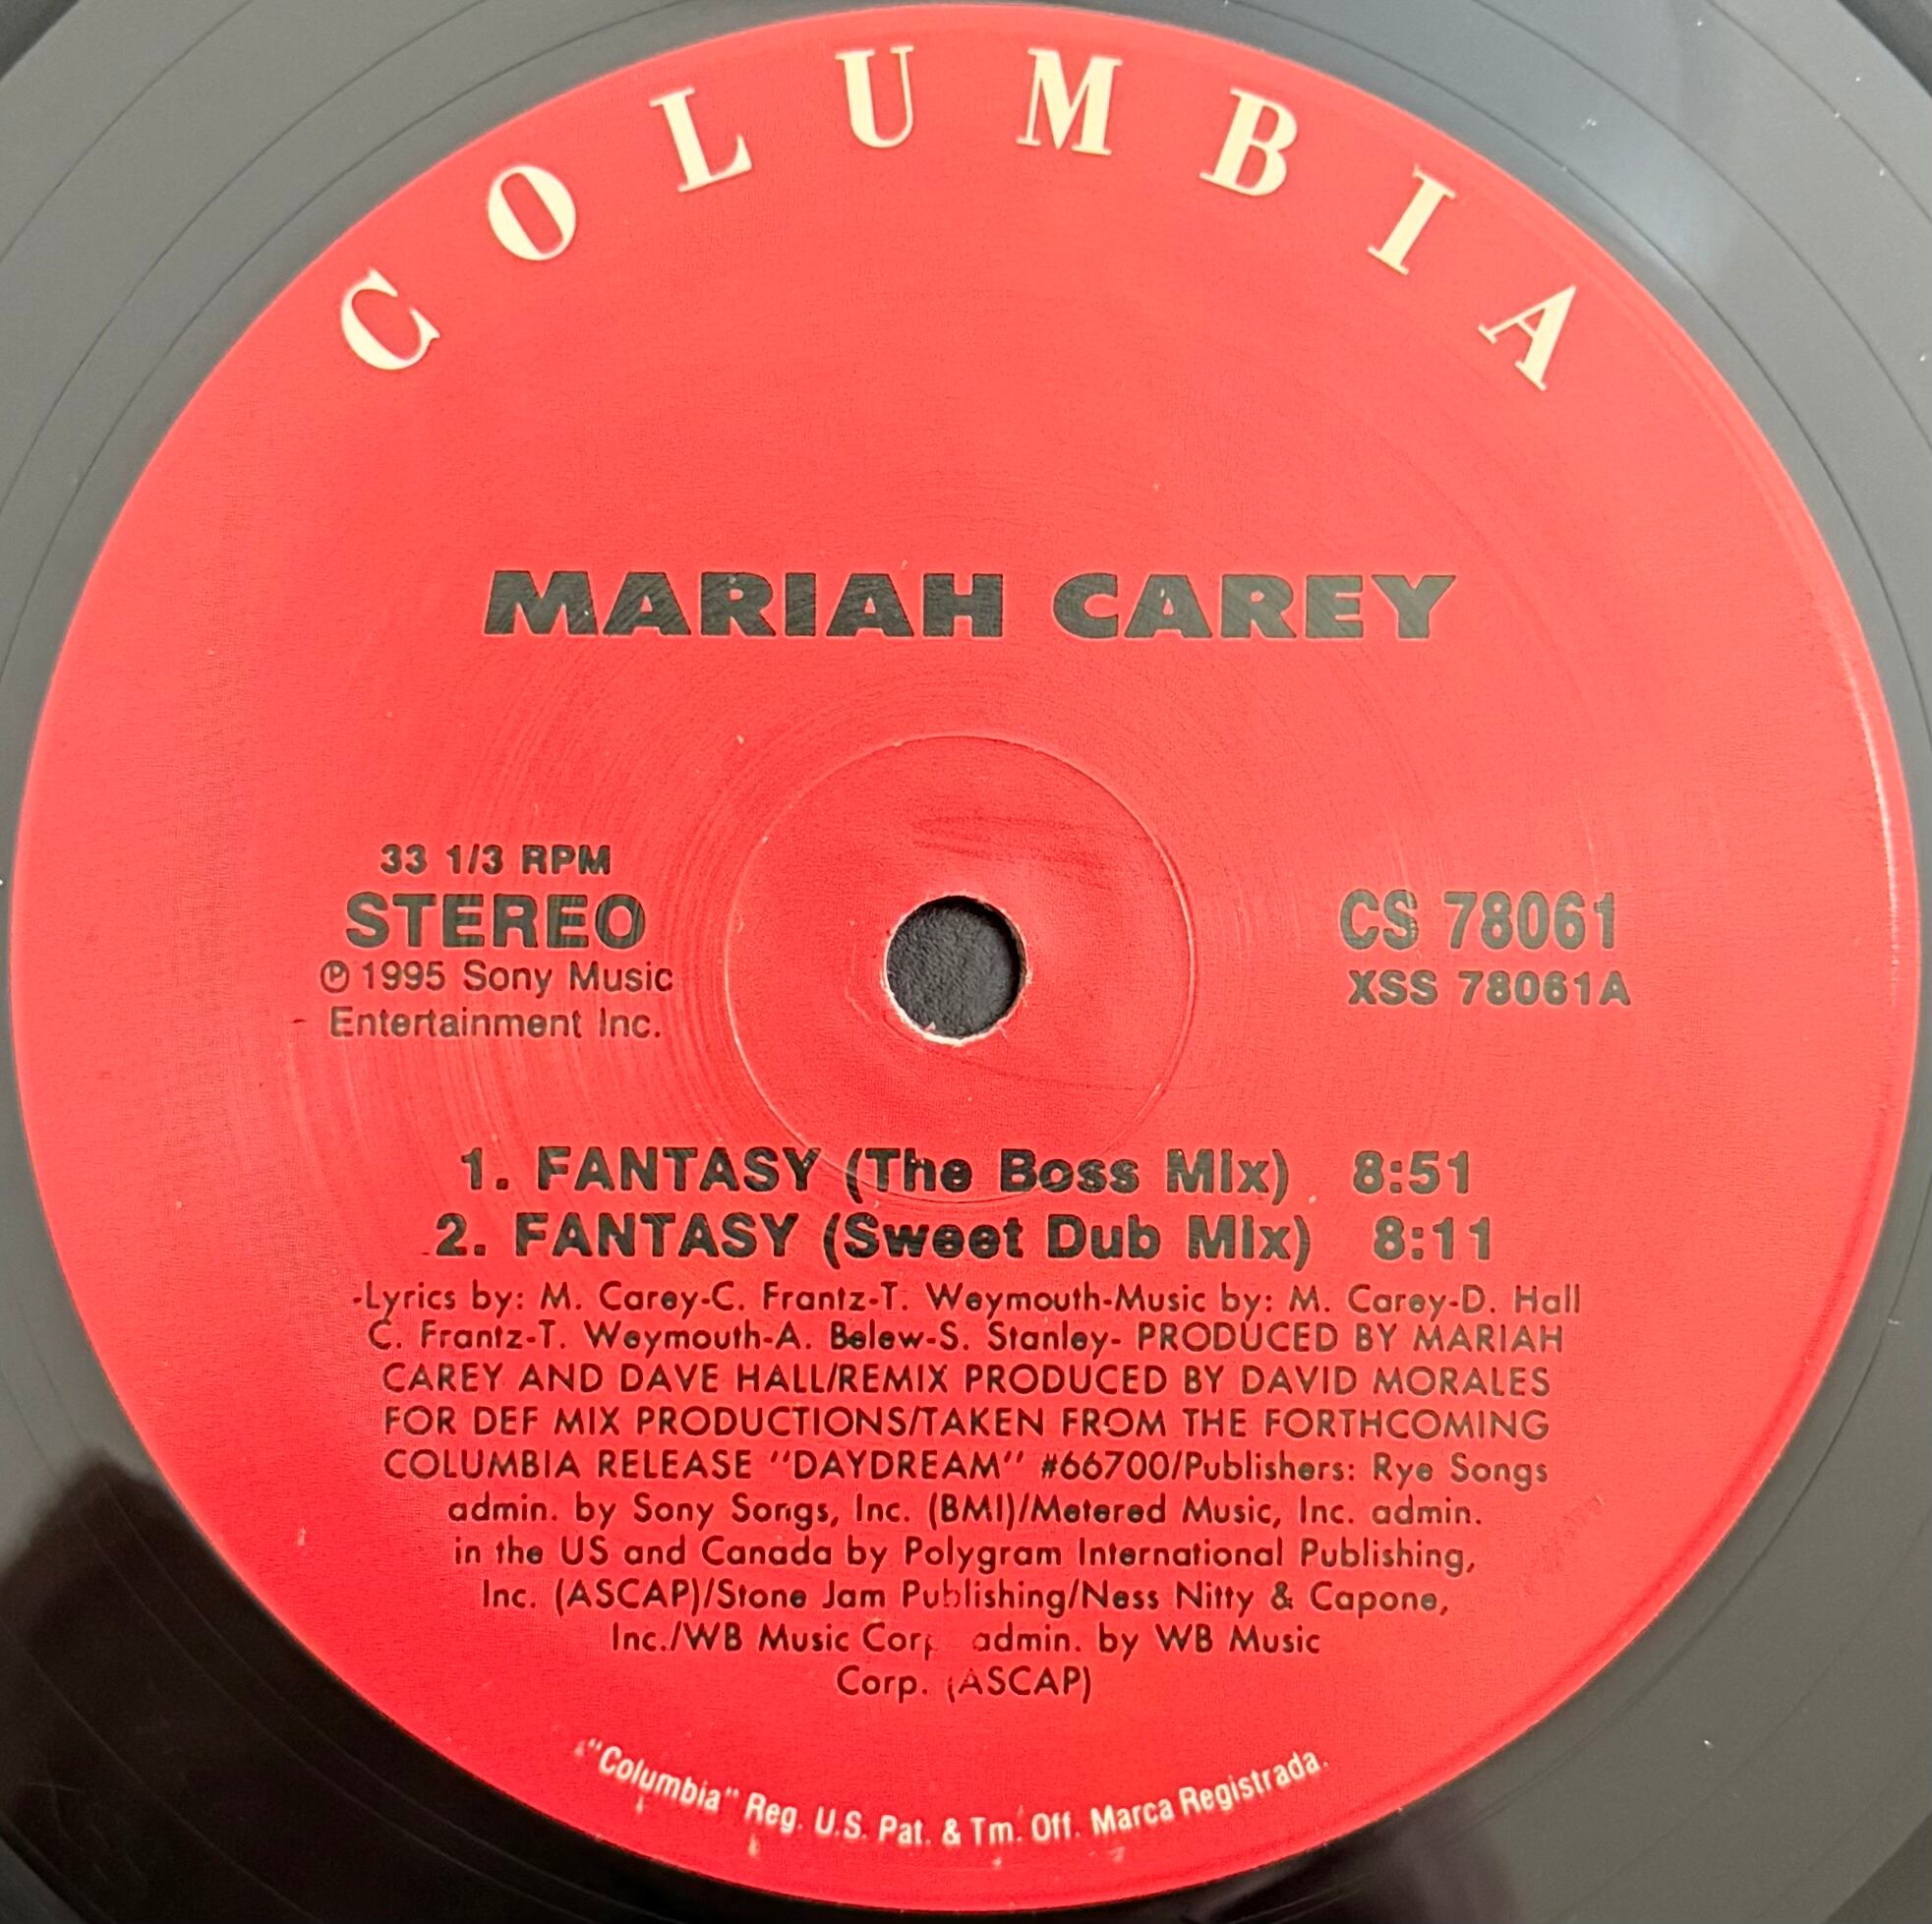 COLUMBIA
MARIAH CAREY
33 1/3 RPM
STEREO
℗ 1995 Sony Music
Entertainment Inc.
CS 78061
XSS 78061A
1. FANTASY (The Boss Mix) 8:51
2. FANTASY (Sweet Dub Mix) 8:11
-Lyrics by: M. Carey-C. Frantz-T. Weymouth-Music by: M. Carey-D. Hall
C. Frantz-T. Weymouth-A. Belew-S. Stanley- PRODUCED BY MARIAH
CAREY AND DAVE HALL/REMIX PRODUCED BY DAVID MORALES
FOR DEF MIX PRODUCTIONS/TAKEN FROM THE FORTHCOMING
COLUMBIA RELEASE "DAYDREAM" #66700/Publishers: Rye Songs
admin. by Sony Songs, Inc. (BMI)/Metered Music, Inc. admin.
in the US and Canada by Polygram International Publishing,
Inc. (ASCAP)/Stone Jam Publishing/Ness Nitty & Capone,
Inc./WB Music Corp admin. by WB Music
Corp. (ASCAP)
"Columbia" Reg. U.S. Pat. & Tm. Off. Marca Registrada.